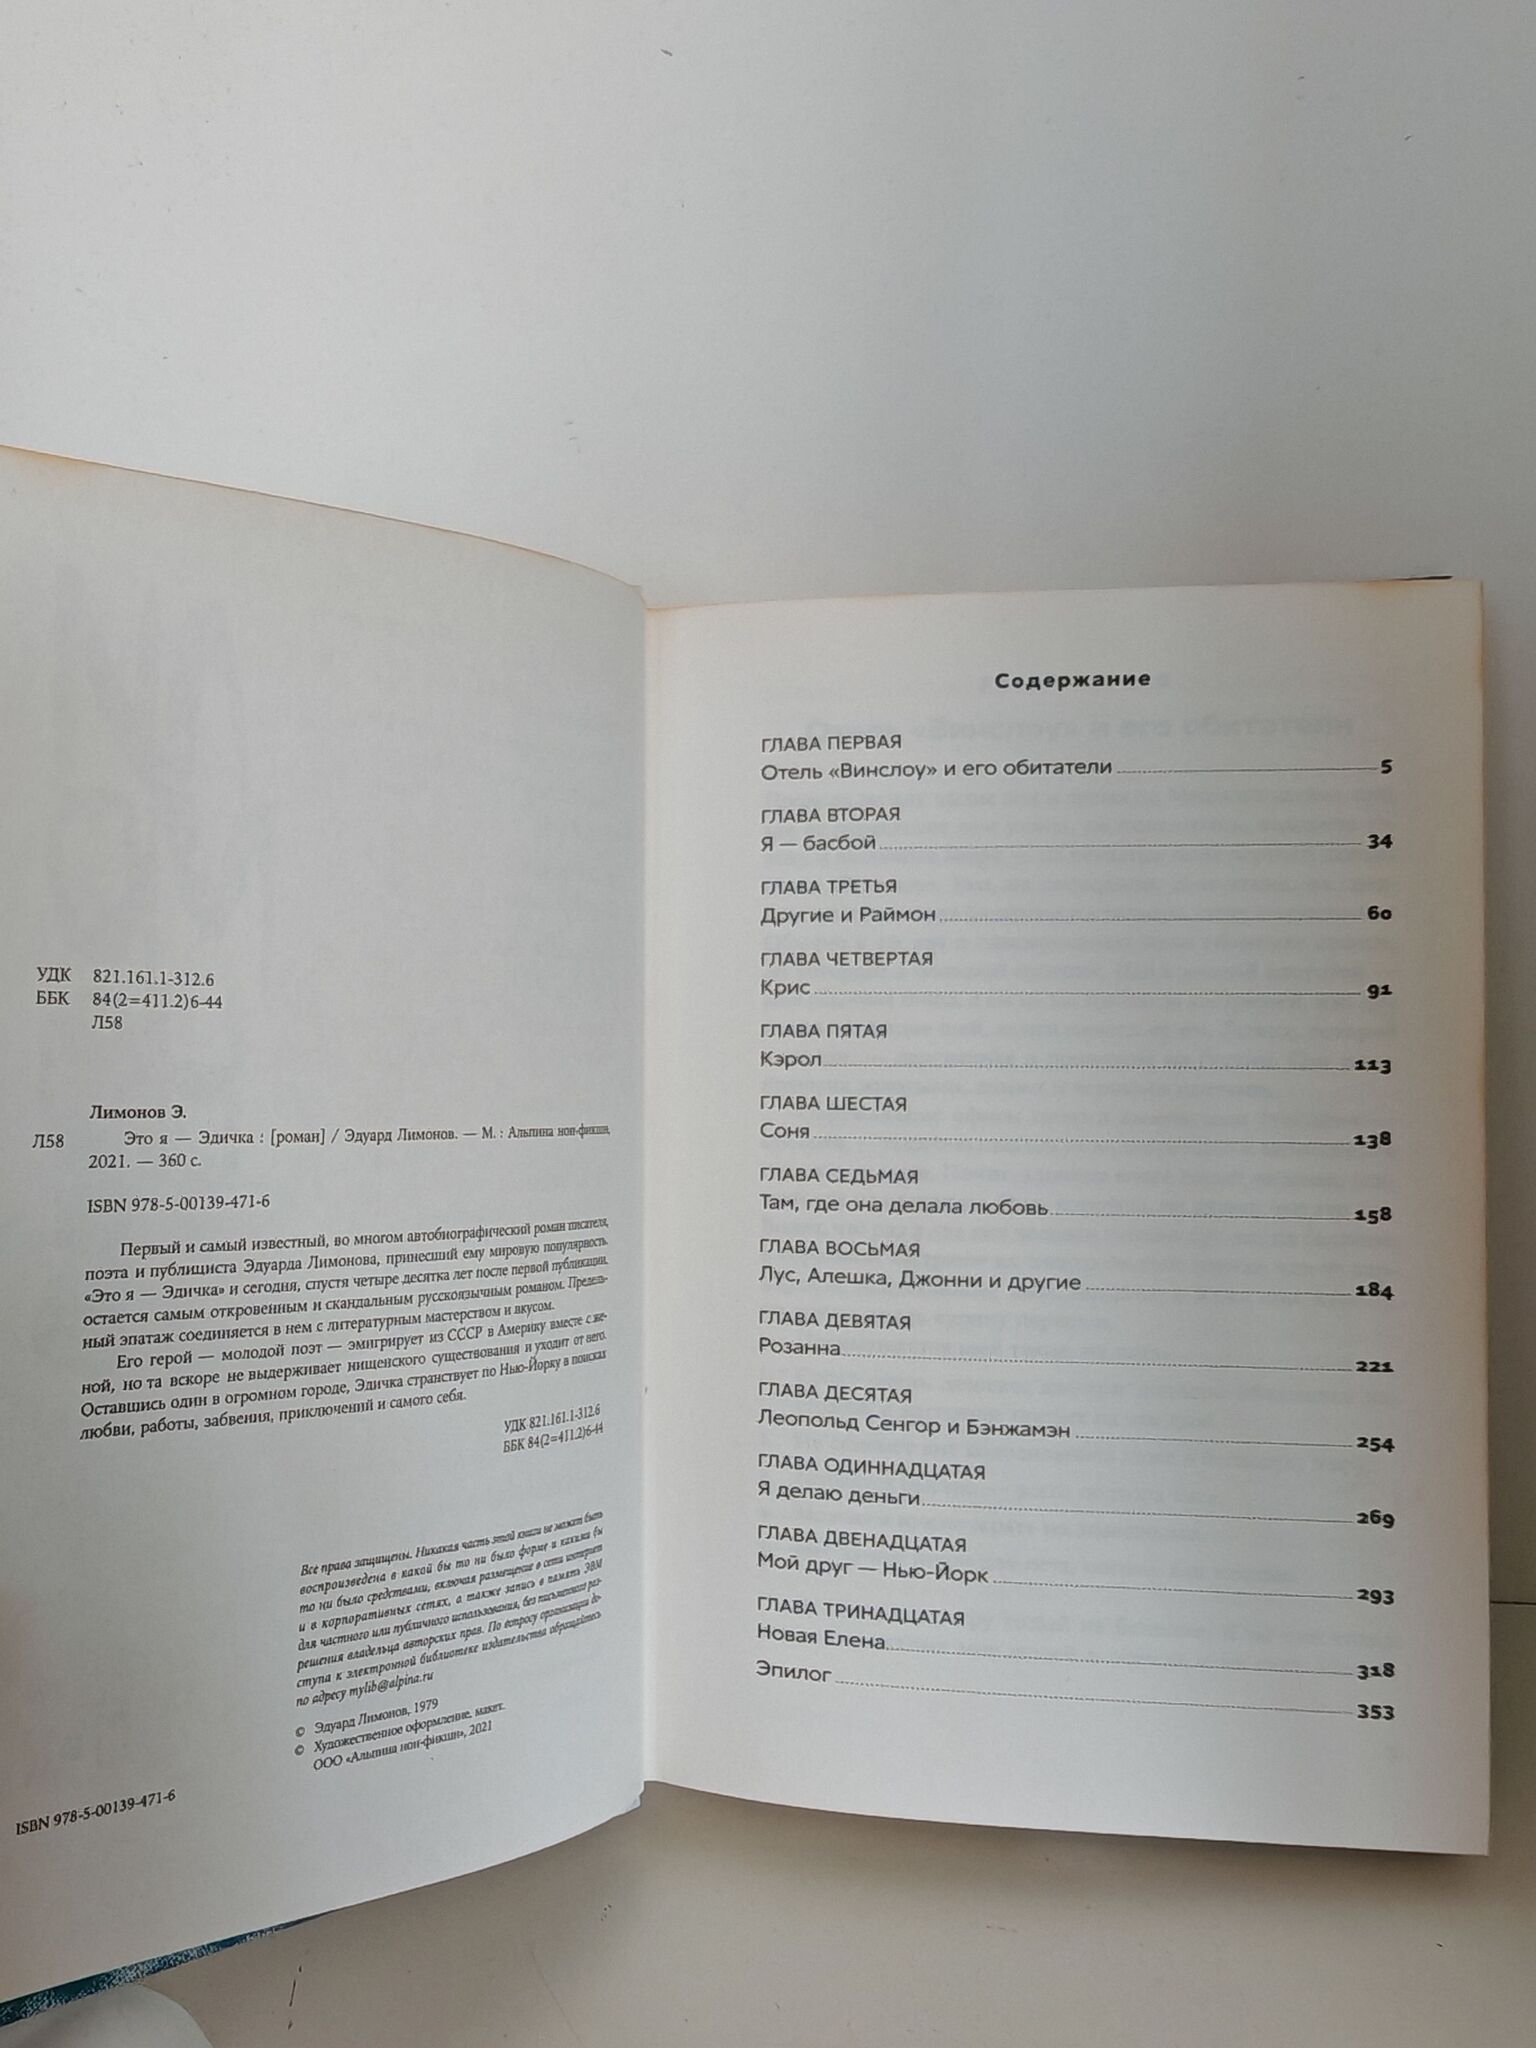 УДК 821.161.1-312.6
ББК 84(2=411.2)6-44
Л58
Лимонов Э.
Л58 Это я — Эдичка : [роман] / Эдуард Лимонов. — М. : Альпина нон-фикшн,
2021. — 360 с.
ISBN 978-5-00139-471-6
Первый и самый известный, во многом автобиографический роман писателя,
поэта и публициста Эдуарда Лимонова, принесший ему мировую популярность.
«Это я — Эдичка» и сегодня, спустя четыре десятка лет после первой публикации,
остается самым откровенным и скандальным русскоязычным романом. Предель-
ный эпатаж соединяется в нем с литературным мастерством и вкусом.
Его герой — молодой поэт — эмигрирует из СССР в Америку вместе с же-
ной, но та вскоре не выдерживает нищенского существования и уходит от него.
Оставшись один в огромном городе, Эдичка странствует по Нью-Йорку в поисках
любви, работы, забвения, приключений и самого себя.
УДК 821.161.1-312.6
ББК 84(2=411.2)6-44
Все права защищены. Никакая часть этой книги не может быть
воспроизведена в какой бы то ни было форме и какими бы
то ни было средствами, включая размещение в сети интернет
и в корпоративных сетях, а также запись в память ЭВМ
для частного или публичного использования, без письменного раз-
решения владельца авторских прав. По вопросу организации до-
ступа к электронной библиотеке издательства обращайтесь
по адресу mylib@alpina.ru
© Эдуард Лимонов, 1979
© Художественное оформление, макет.
ООО «Альпина нон-фикшн», 2021
ISBN 978-5-00139-471-6
Содержание
ГЛАВА ПЕРВАЯ
Отель «Винслоу» и его обитатели 5
ГЛАВА ВТОРАЯ
Я — басбой 34
ГЛАВА ТРЕТЬЯ
Другие и Раймон 60
ГЛАВА ЧЕТВЕРТАЯ
Крис 91
ГЛАВА ПЯТАЯ
Кэрол 113
ГЛАВА ШЕСТАЯ
Соня 138
ГЛАВА СЕДЬМАЯ
Там, где она делала любовь 158
ГЛАВА ВОСЬМАЯ
Лус, Алешка, Джонни и другие 184
ГЛАВА ДЕВЯТАЯ
Розанна 221
ГЛАВА ДЕСЯТАЯ
Леопольд Сенгор и Бэнжамэн 254
ГЛАВА ОДИННАДЦАТАЯ
Я делаю деньги 269
ГЛАВА ДВЕНАДЦАТАЯ
Мой друг — Нью-Йорк 293
ГЛАВА ТРИНАДЦАТАЯ
Новая Елена 318
Эпилог 353